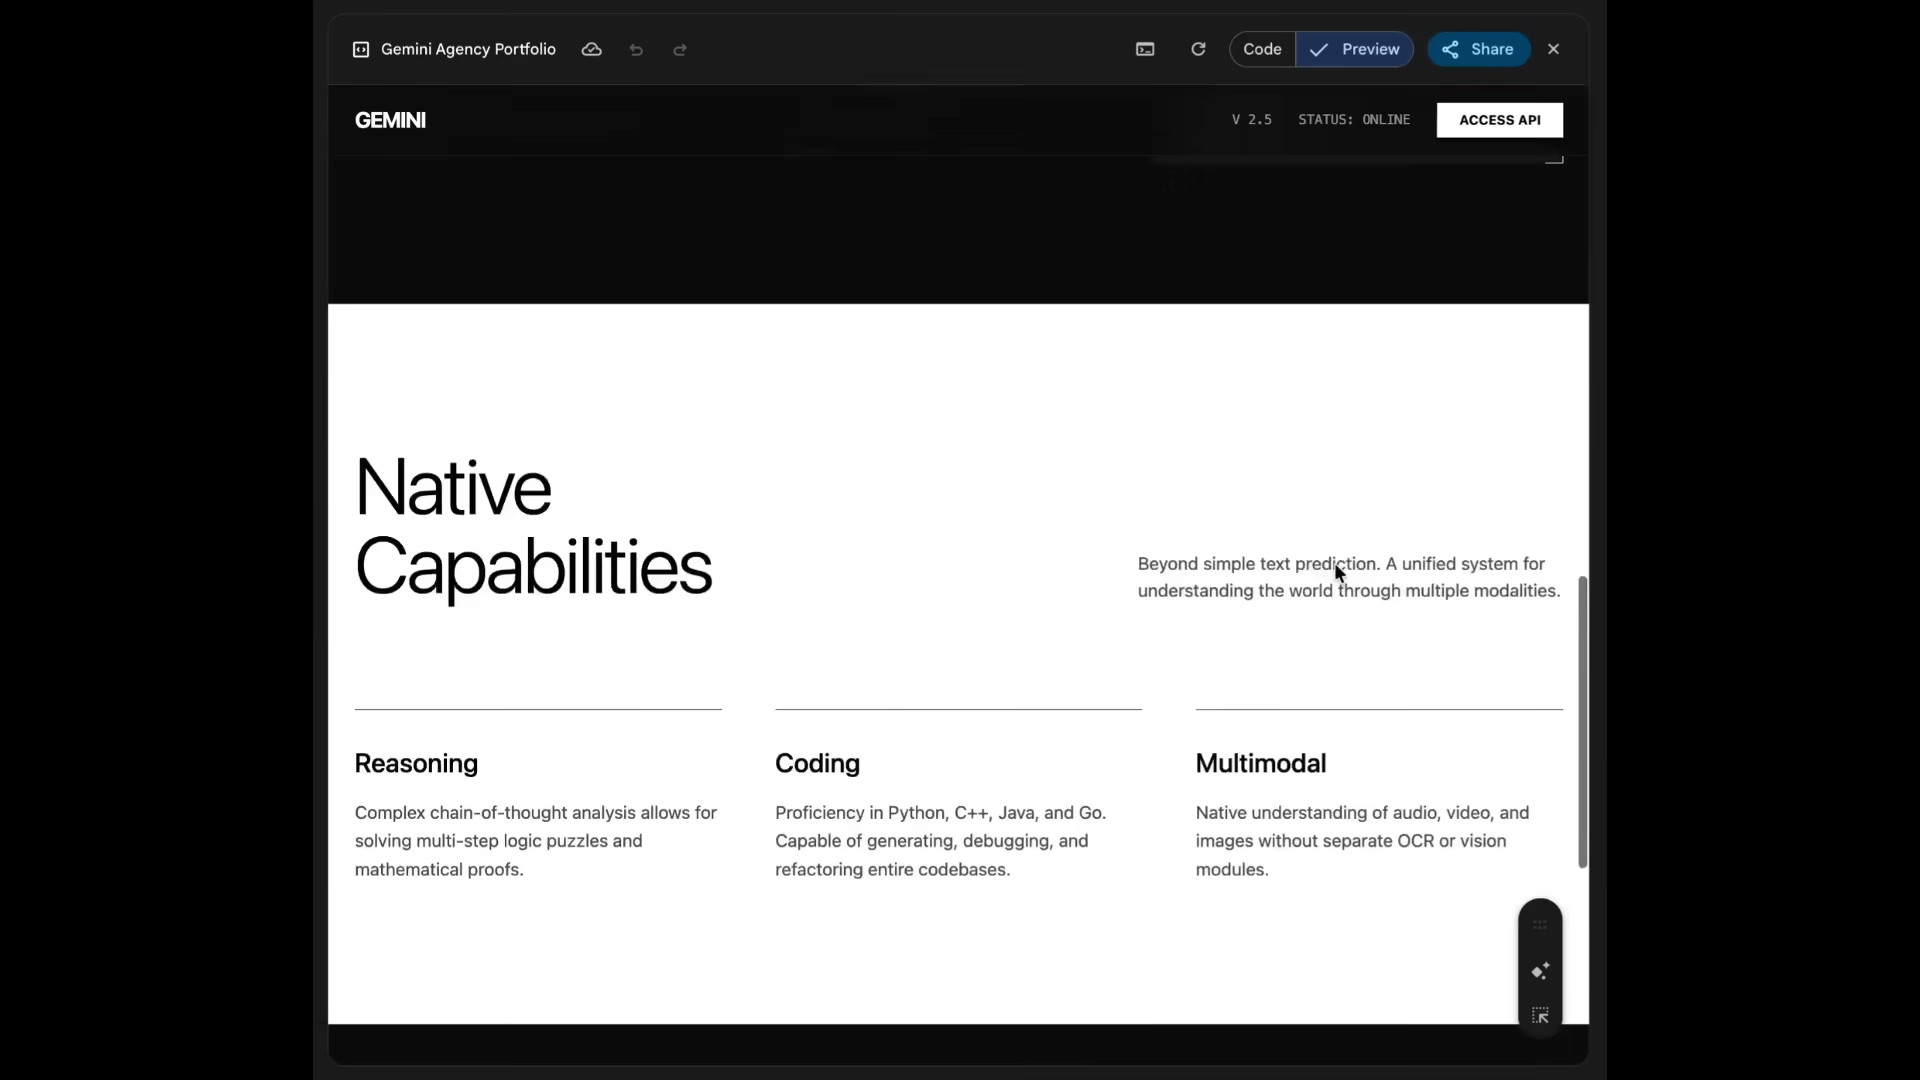 Gemini Agency Portfolio
Code
Preview
Share
GEMINI
V 2.5
STATUS: ONLINE
ACCESS API
Native
Capabilities
Beyond simple text prediction. A unified system for
understanding the world through multiple modalities.
Reasoning
Complex chain-of-thought analysis allows for
solving multi-step logic puzzles and
mathematical proofs.
Coding
Proficiency in Python, C++, Java, and Go.
Capable of generating, debugging, and
refactoring entire codebases.
Multimodal
Native understanding of audio, video, and
images without separate OCR or vision
modules.